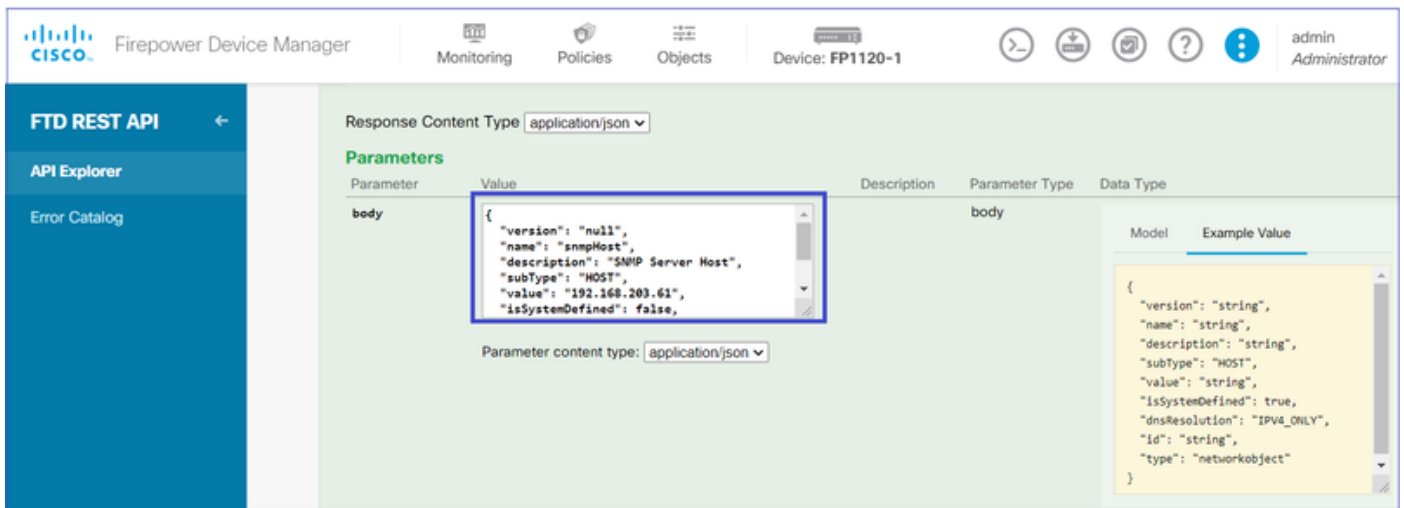 CISCO
Firepower Device Manager
Monitoring
Policies
Objects
Device: FP1120-1
admin
Administrator
FTD REST API
API Explorer
Error Catalog
Response Content Type application/json
Parameters
Parameter Value Description Parameter Type Data Type
body
{
"version": "null",
"name": "snmpHost",
"description": "SNMP Server Host",
"subType": "HOST",
"value": "192.168.203.61",
"isSystemDefined": false,
Parameter content type: application/json
body
Model Example Value
{
"version": "string",
"name": "string",
"description": "string",
"subType": "HOST",
"value": "string",
"isSystemDefined": true,
"dnsResolution": "IPV4_ONLY",
"id": "string",
"type": "networkobject"
}